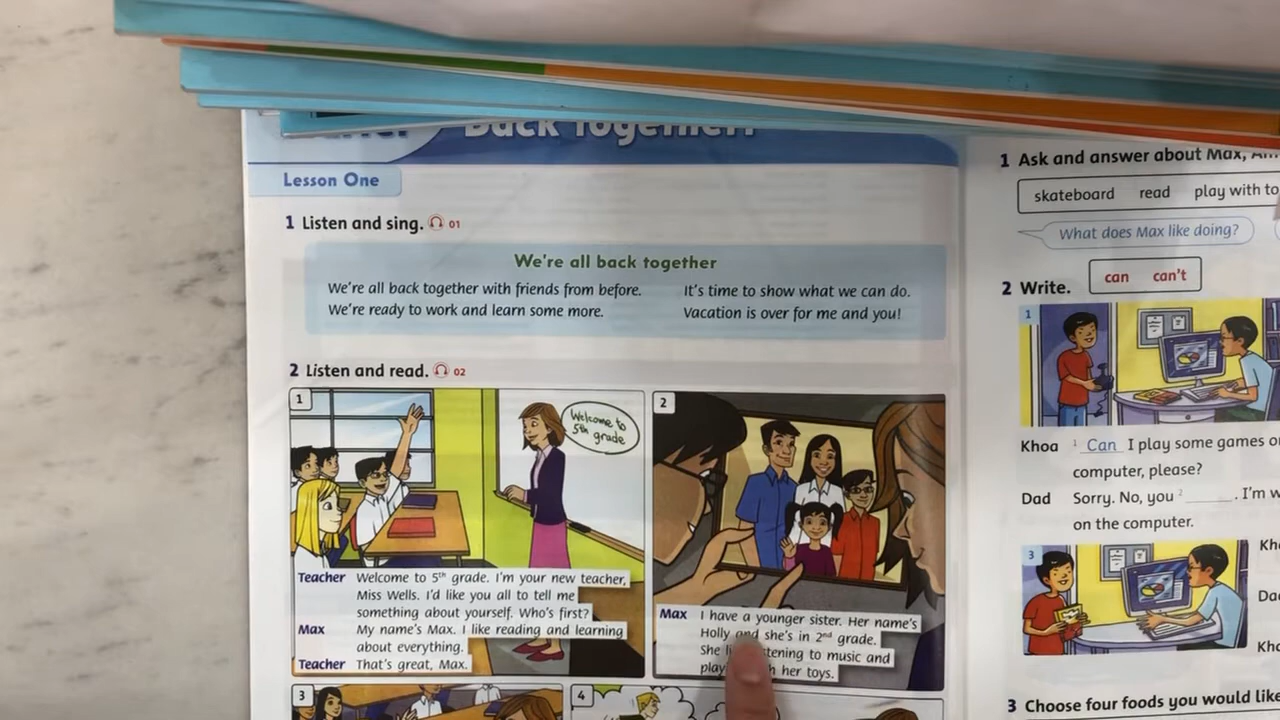 Back Together!
Lesson One
1 Listen and sing. 01
We're all back together
We're all back together with friends from before.
We're ready to work and learn some more.
It's time to show what we can do.
Vacation is over for me and you!
2 Listen and read. 02
1
Welcome to
5th grade
Teacher Welcome to 5th grade. I'm your new teacher,
Miss Wells. I'd like you all to tell me
something about yourself. Who's first?
Max My name's Max. I like reading and learning
about everything.
Teacher That's great, Max.
2
Max I have a younger sister. Her name's
Holly and she's in 2nd grade.
She listening to music and
play her toys.
3
4
1 Ask and answer about Max,
skateboard read play with
What does Max like doing?
2 Write.
can can't
1
Khoa 1 Can I play some games
computer, please?
Dad Sorry. No, you 2 ______. I'm
on the computer.
3
3 Choose four foods you would like